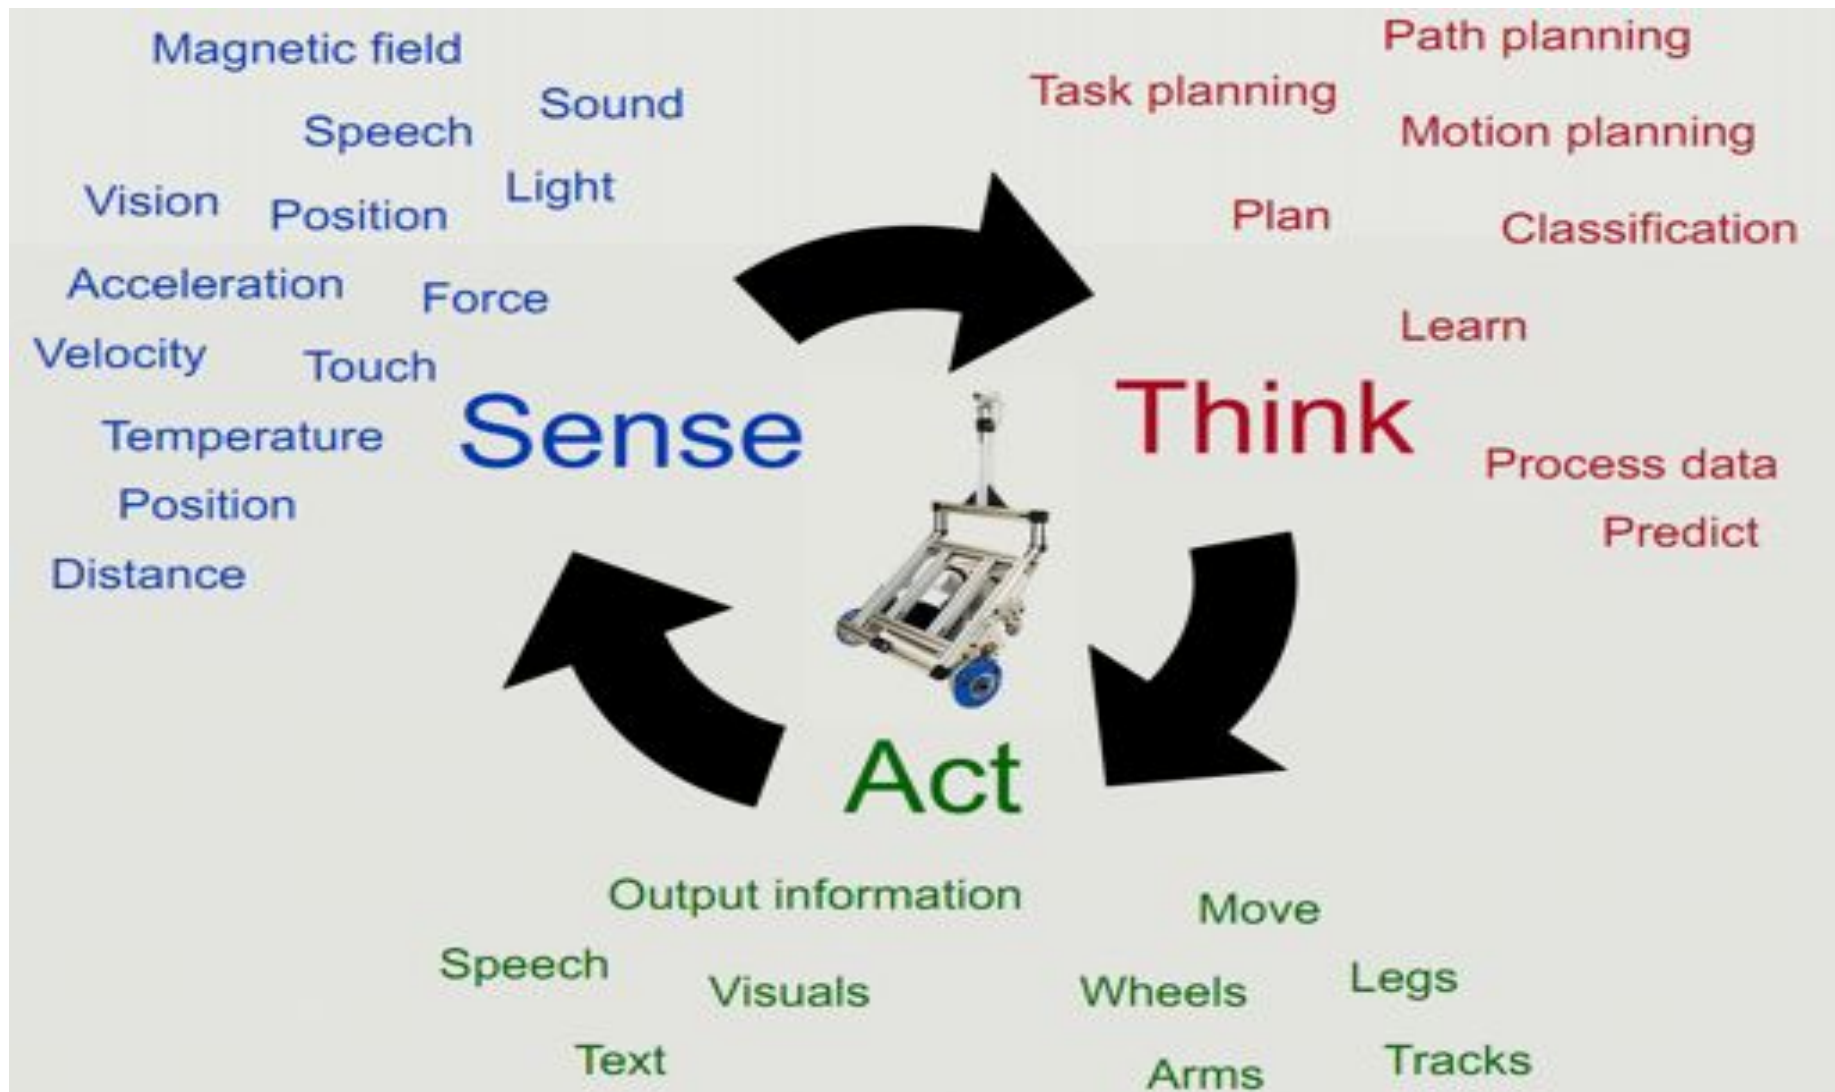 Magnetic field
Sound
Speech
Light
Vision
Position
Acceleration
Force
Velocity
Touch
Sense
Temperature
Position
Distance
Path planning
Task planning
Motion planning
Plan
Classification
Learn
Think
Process data
Predict
Act
Output information
Speech
Visuals
Text
Move
Wheels
Legs
Arms
Tracks